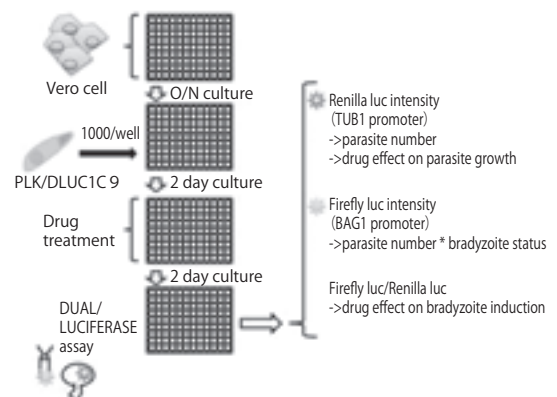 Vero cell
O/N culture
1000/well
PLK/DLUC1C 9
2 day culture
Drug
treatment
2 day culture
DUAL/
LUCIFERASE
assay
Renilla luc intensity
(TUB1 promoter)
->parasite number
->drug effect on parasite growth
Firefly luc intensity
(BAG1 promoter)
->parasite number * bradyzoite status
Firefly luc/Renilla luc
->drug effect on bradyzoite induction